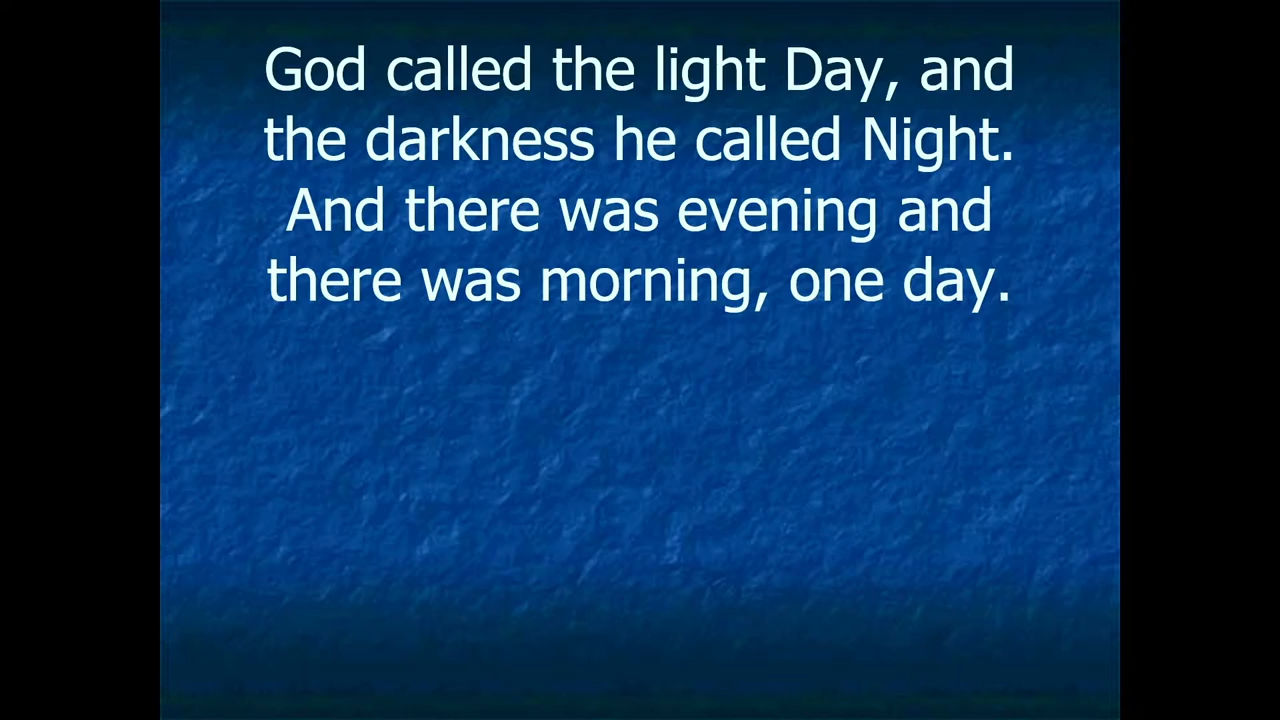 God called the light Day, and
the darkness he called Night.
And there was evening and
there was morning, one day.